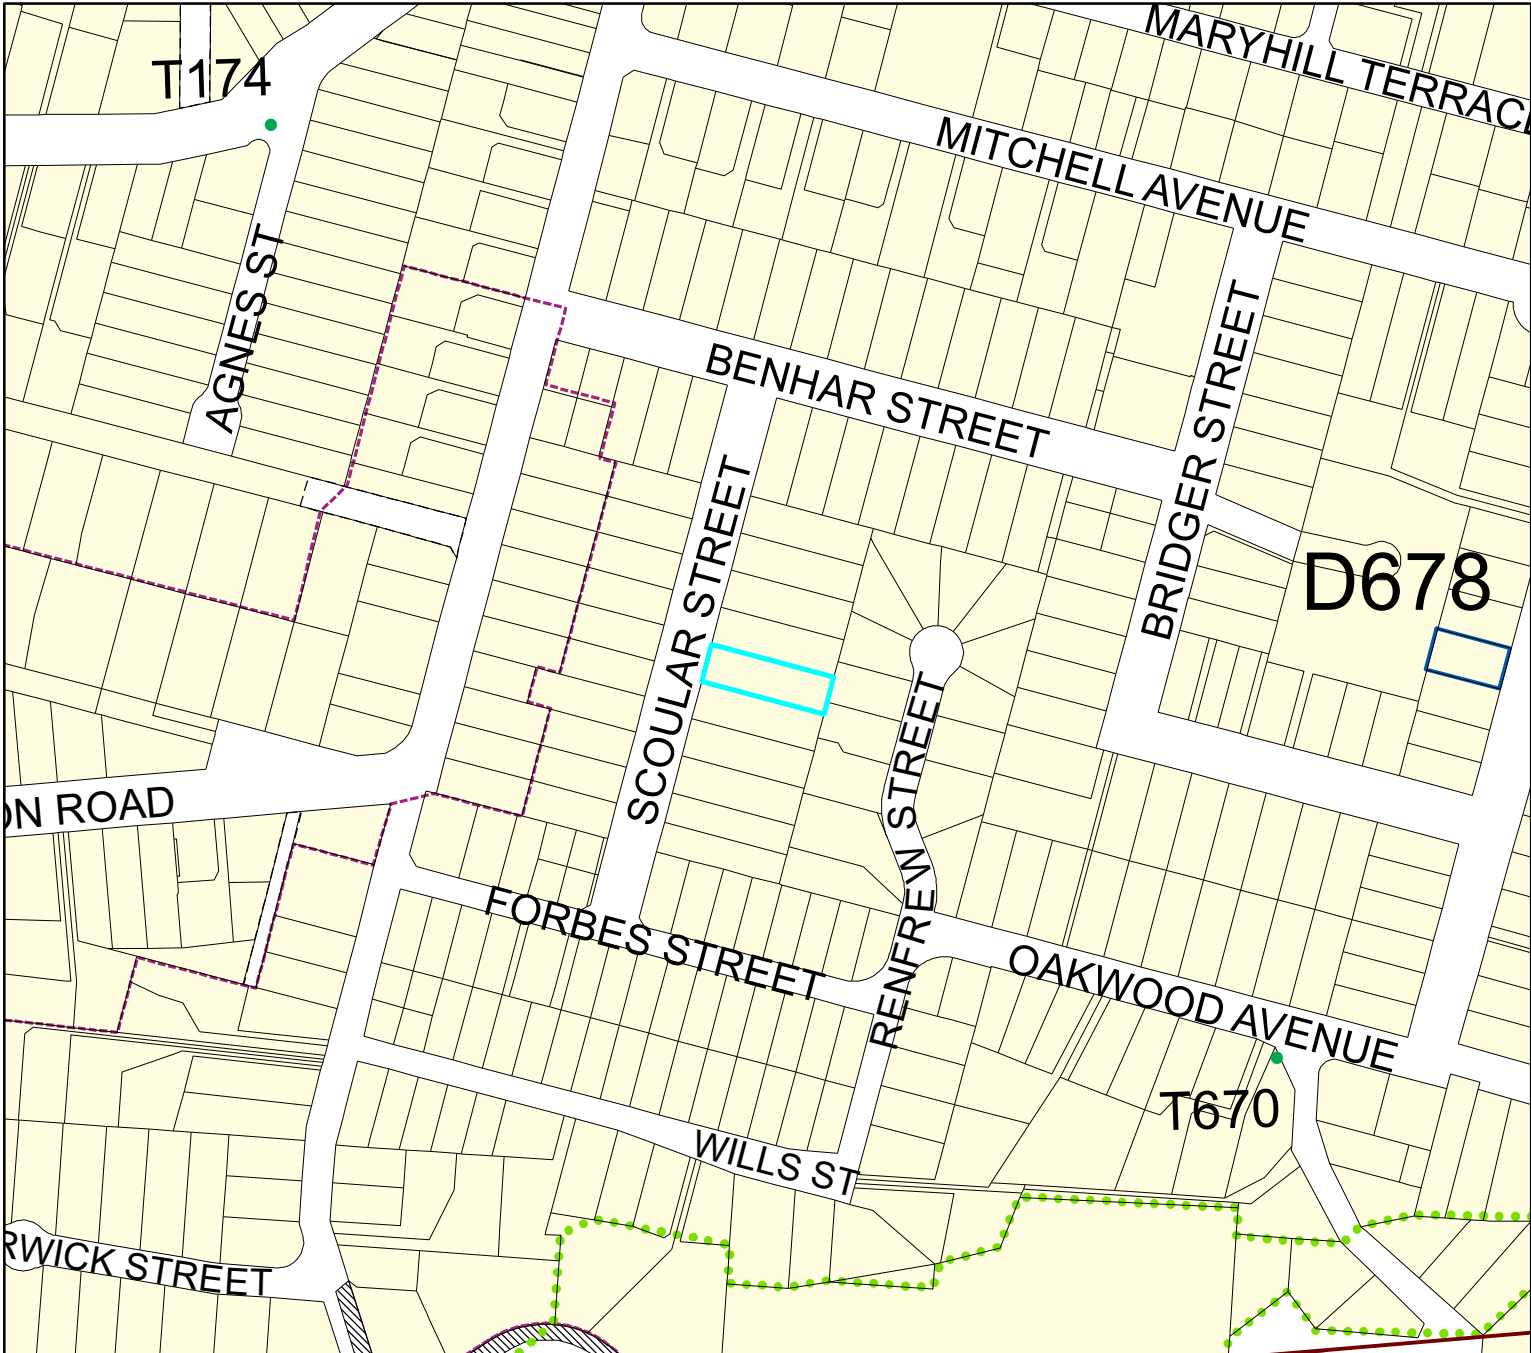 MARYHILL TERRAC
T174
MITCHELL AVENUE
AGNES ST
BENHAR STREET
BRIDGER STREET
SCOULAR STREET
D678
RENFREW STREET
ON ROAD
FORBES STREET
OAKWOOD AVENUE
T670
WILLS ST
RWICK STREET